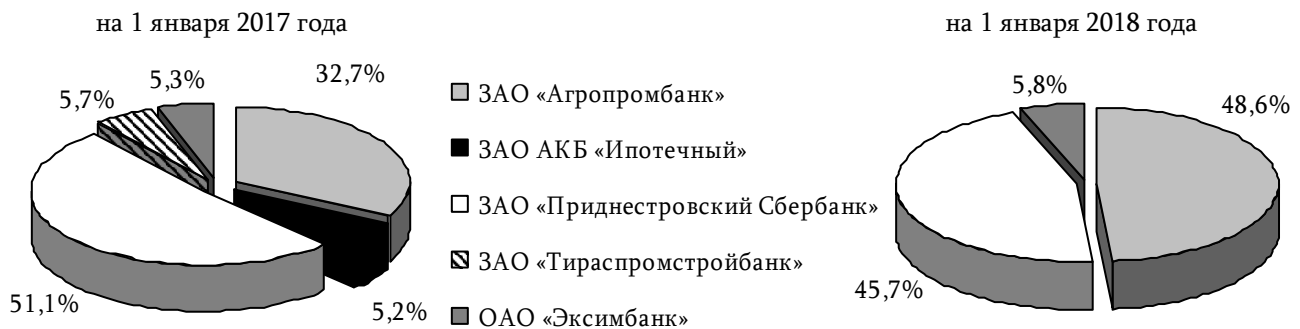 на 1 января 2017 года
32,7%
5,3%
5,7%
51,1%
5,2%
ЗАО «Агропромбанк»
ЗАО АКБ «Ипотечный»
ЗАО «Приднестровский Сбербанк»
ЗАО «Тираспромстройбанк»
ОАО «Эксимбанк»
на 1 января 2018 года
5,8%
48,6%
45,7%